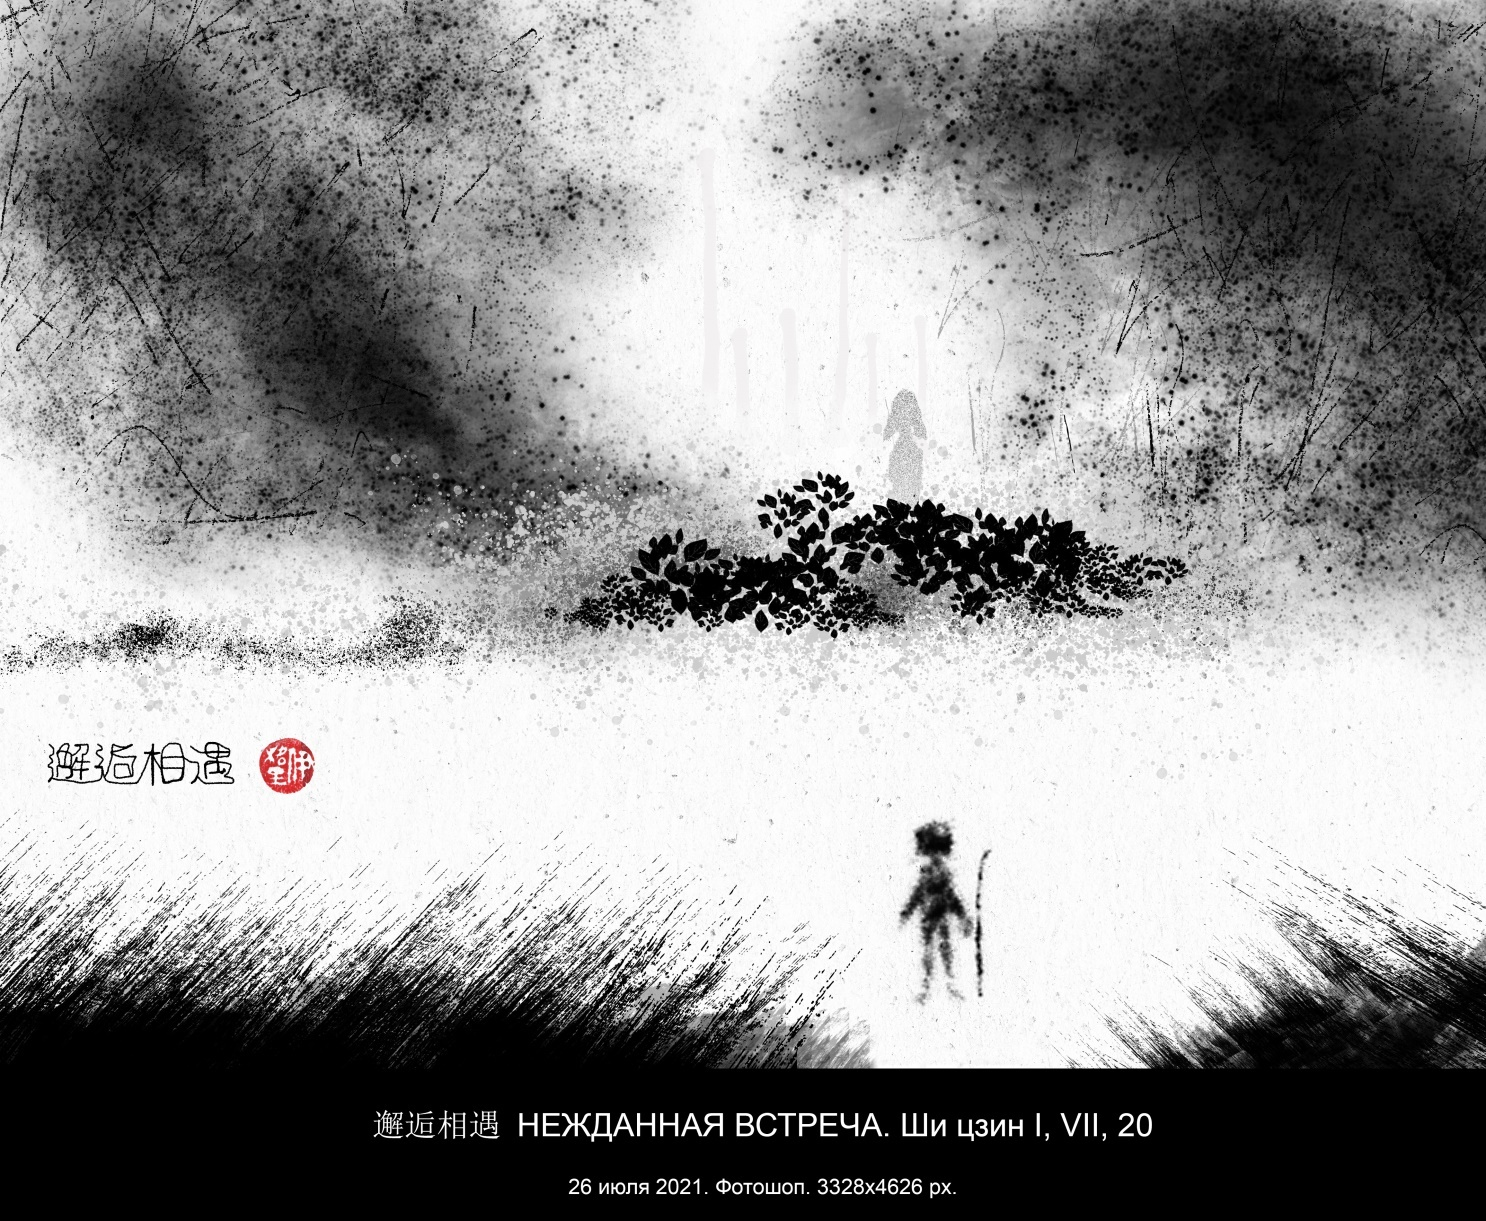 邂逅相遇
邂逅相遇 НЕЖДАННАЯ ВСТРЕЧА. Ши цзин I, VII, 20
26 июля 2021. Фотошоп. 3328x4626 px.